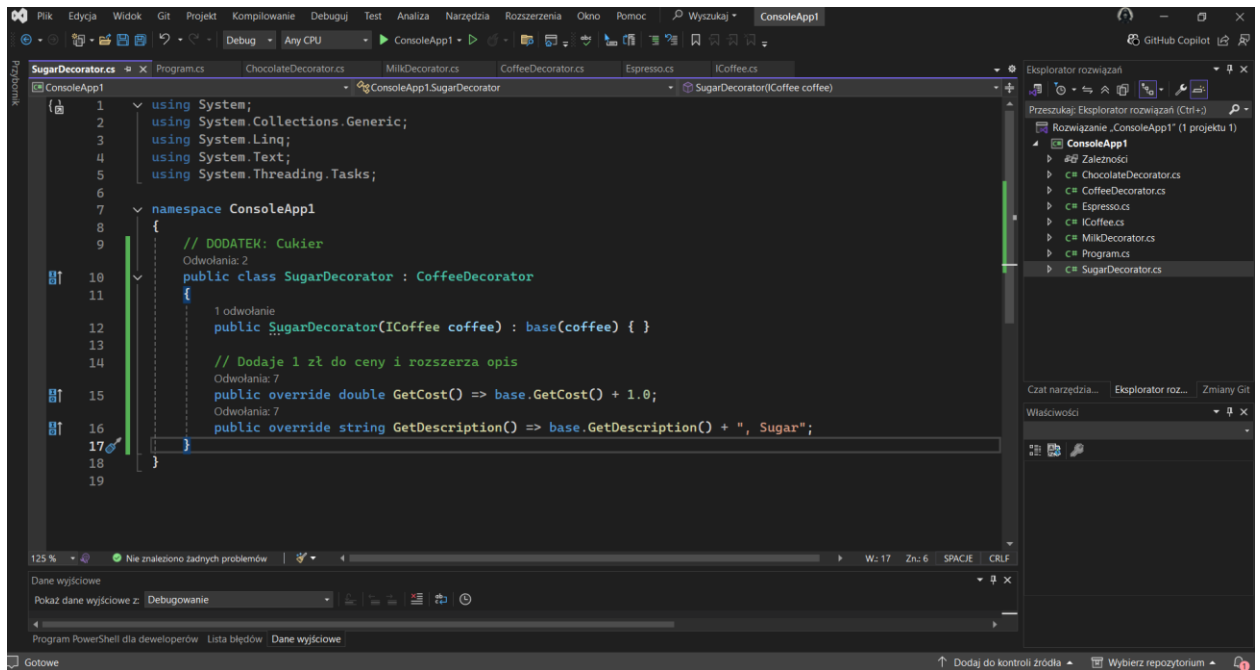 Plik Edycja Widok Git Projekt Kompilowanie Debuguj Test Analiza Narzędzia Rozszerzenia Okno Pomoc Wyszukaj ConsoleApp1
Debug Any CPU ConsoleApp1 GitHub Copilot
Przybornik
SugarDecorator.cs Program.cs ChocolateDecorator.cs MilkDecorator.cs CoffeeDecorator.cs Espresso.cs ICoffee.cs
ConsoleApp1 ConsoleApp1.SugarDecorator SugarDecorator(ICoffee coffee)
1 using System;
2 using System.Collections.Generic;
3 using System.Linq;
4 using System.Text;
5 using System.Threading.Tasks;
6
7 namespace ConsoleApp1
8 {
9 // DODATEK: Cukier
Odwołania: 2
10 public class SugarDecorator : CoffeeDecorator
11 {
1 odwołanie
12 public SugarDecorator(ICoffee coffee) : base(coffee) { }
13
14 // Dodaje 1 zł do ceny i rozszerza opis
Odwołania: 7
15 public override double GetCost() => base.GetCost() + 1.0;
Odwołania: 7
16 public override string GetDescription() => base.GetDescription() + ", Sugar";
17 }
18 }
19
125 % Nie znaleziono żadnych problemów W.: 17 Zn.: 6 SPACJE CRLF
Dane wyjściowe
Pokaż dane wyjściowe z: Debugowanie
Program PowerShell dla deweloperów Lista błędów Dane wyjściowe
Eksplorator rozwiązań
Przeszukaj: Eksplorator rozwiązań (Ctrl+;)
Rozwiązanie „ConsoleApp1" (1 projektu 1)
ConsoleApp1
Zależności
C# ChocolateDecorator.cs
C# CoffeeDecorator.cs
C# Espresso.cs
C# ICoffee.cs
C# MilkDecorator.cs
C# Program.cs
C# SugarDecorator.cs
Czat narzędzia... Eksplorator roz... Zmiany Git
Właściwości
Gotowe Dodaj do kontroli źródła Wybierz repozytorium